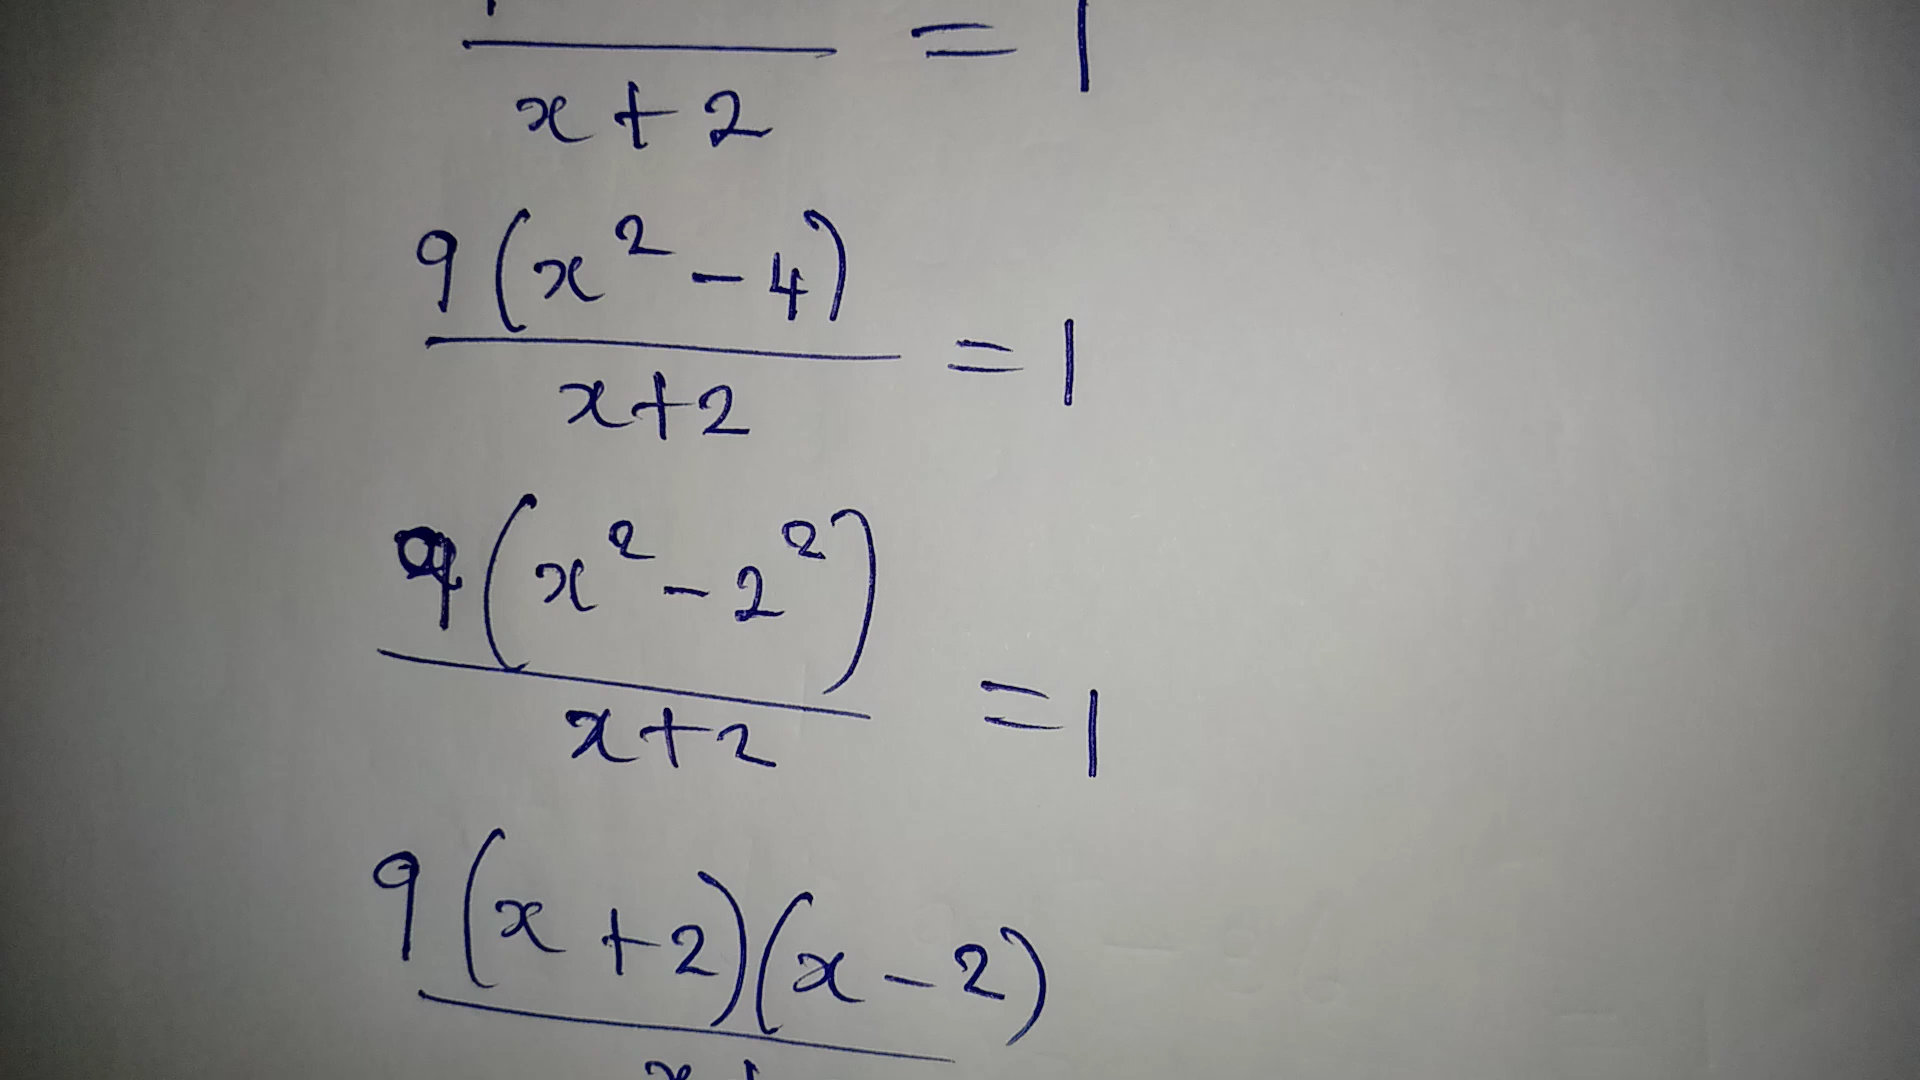 x + 2 = 1
9(x² - 4) / x+2 = 1
9(x² - 2²) / x+2 = 1
9(x + 2)(x - 2)